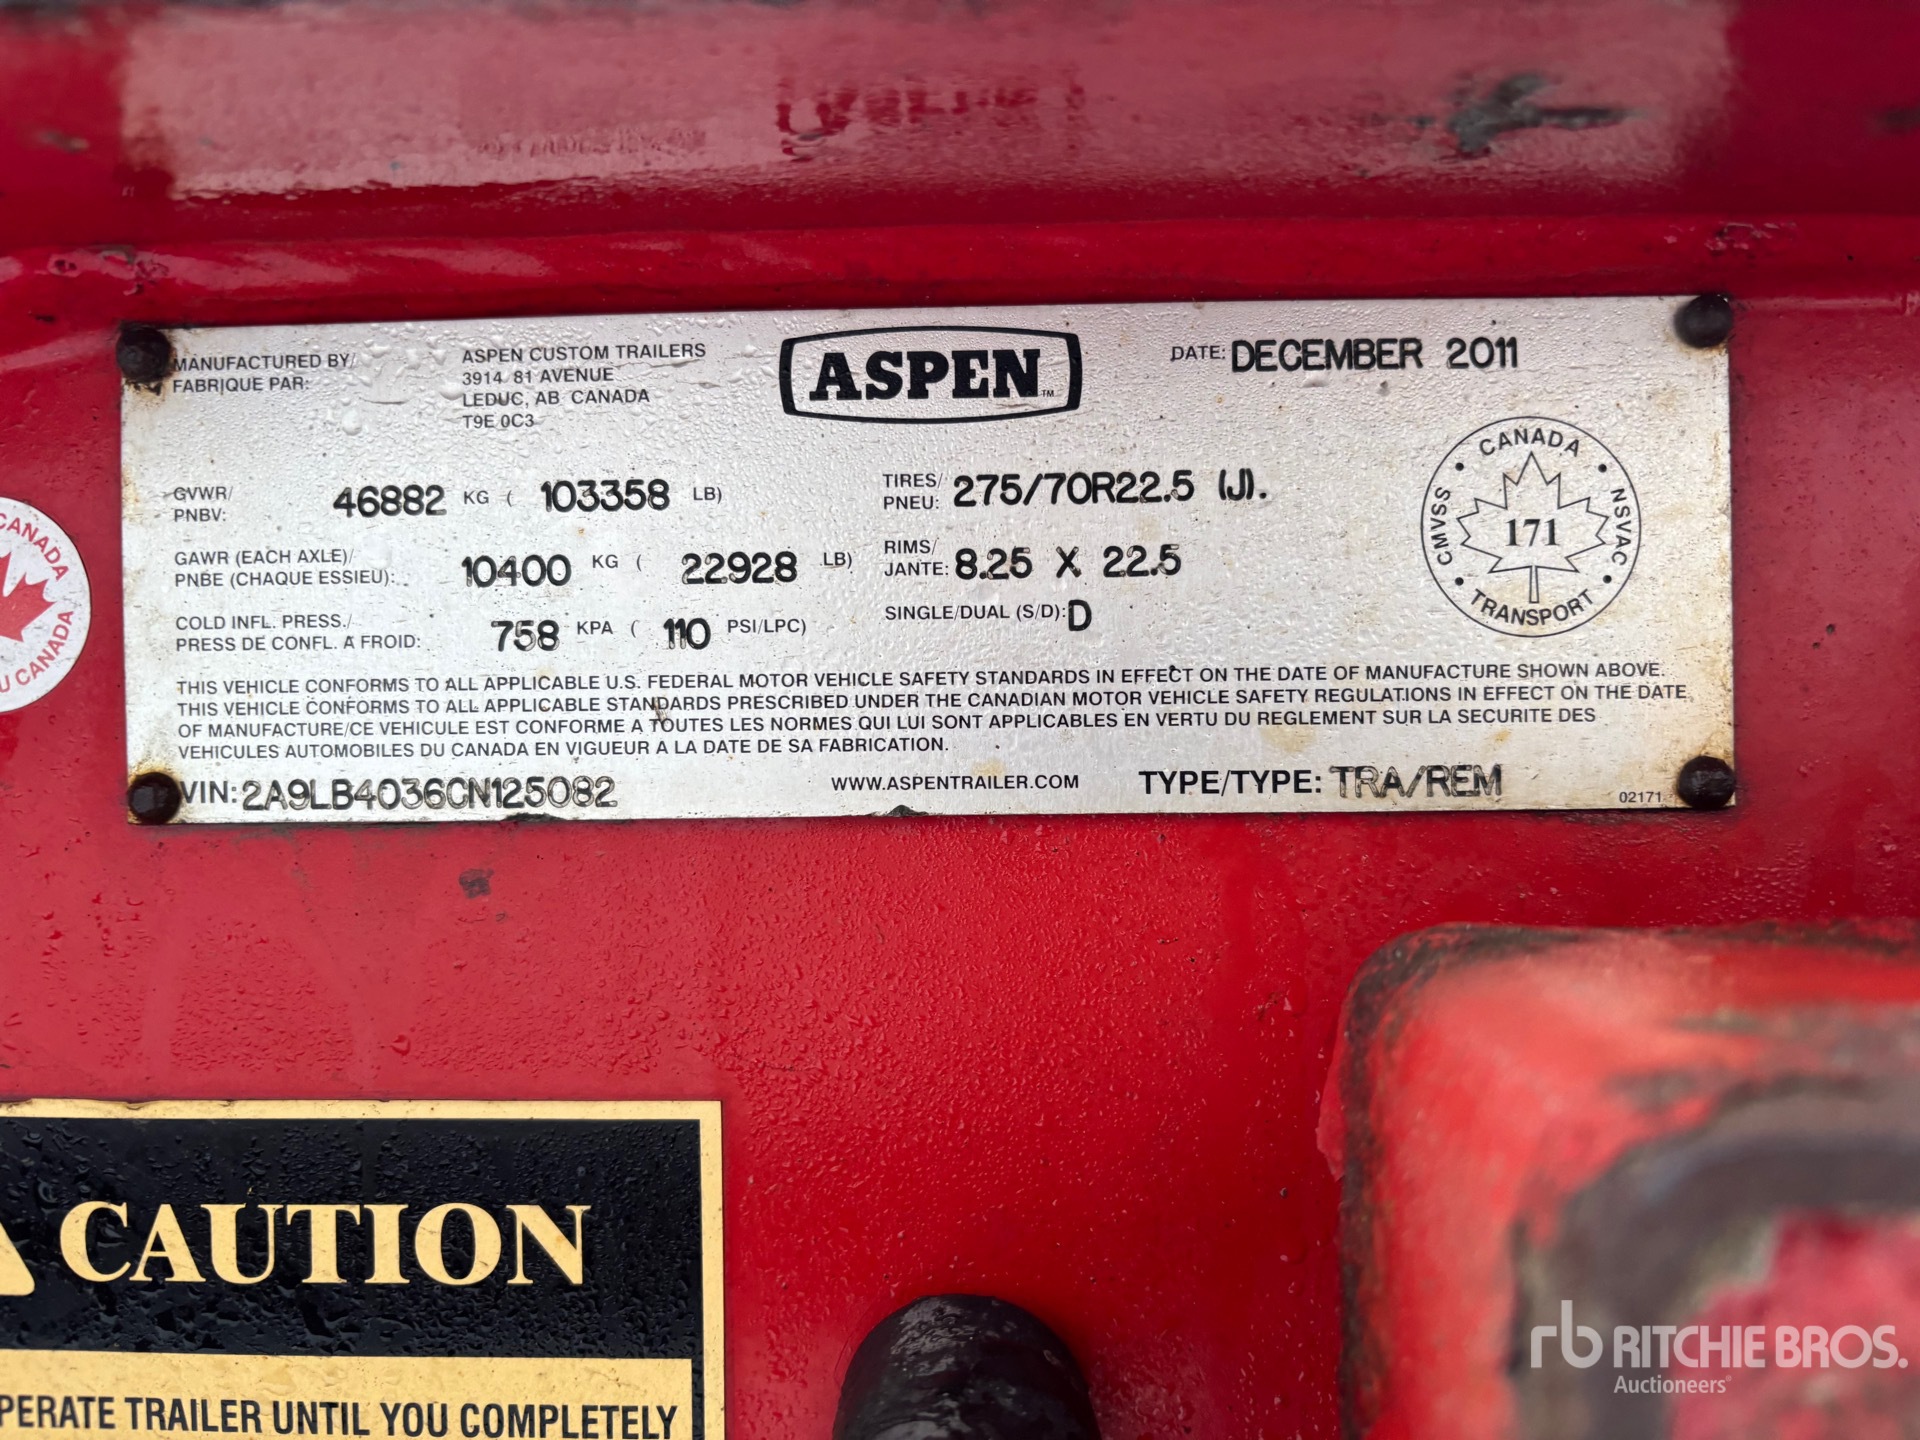 MANUFACTURED BY/
FABRIQUE PAR:
ASPEN CUSTOM TRAILERS
3914 81 AVENUE
LEDUC, AB CANADA
T9E 0C3
ASPEN™
DATE: DECEMBER 2011
GVWR/
PNBV: 46882 KG ( 103358 LB)
TIRES/
PNEU: 275/70R22.5 (J).
GAWR (EACH AXLE)/
PNBE (CHAQUE ESSIEU): 10400 KG ( 22928 LB)
RIMS/
JANTE: 8.25 X 22.5
COLD INFL. PRESS./
PRESS DE CONFL. A FROID: 758 KPA ( 110 PSI/LPC)
SINGLE/DUAL (S/D): D
CANADA
CMVSS
171
NSVAC
TRANSPORT
THIS VEHICLE CONFORMS TO ALL APPLICABLE U.S. FEDERAL MOTOR VEHICLE SAFETY STANDARDS IN EFFECT ON THE DATE OF MANUFACTURE SHOWN ABOVE.
THIS VEHICLE CONFORMS TO ALL APPLICABLE STANDARDS PRESCRIBED UNDER THE CANADIAN MOTOR VEHICLE SAFETY REGULATIONS IN EFFECT ON THE DATE
OF MANUFACTURE/CE VEHICULE EST CONFORME A TOUTES LES NORMES QUI LUI SONT APPLICABLES EN VERTU DU REGLEMENT SUR LA SECURITE DES
VEHICULES AUTOMOBILES DU CANADA EN VIGUEUR A LA DATE DE SA FABRICATION.
VIN: 2A9LB4036CN125082
WWW.ASPENTRAILER.COM
TYPE/TYPE: TRA/REM
02171
CANADA
U CANADA
CAUTION
PERATE TRAILER UNTIL YOU COMPLETELY
rb RITCHIE BROS.
Auctioneers